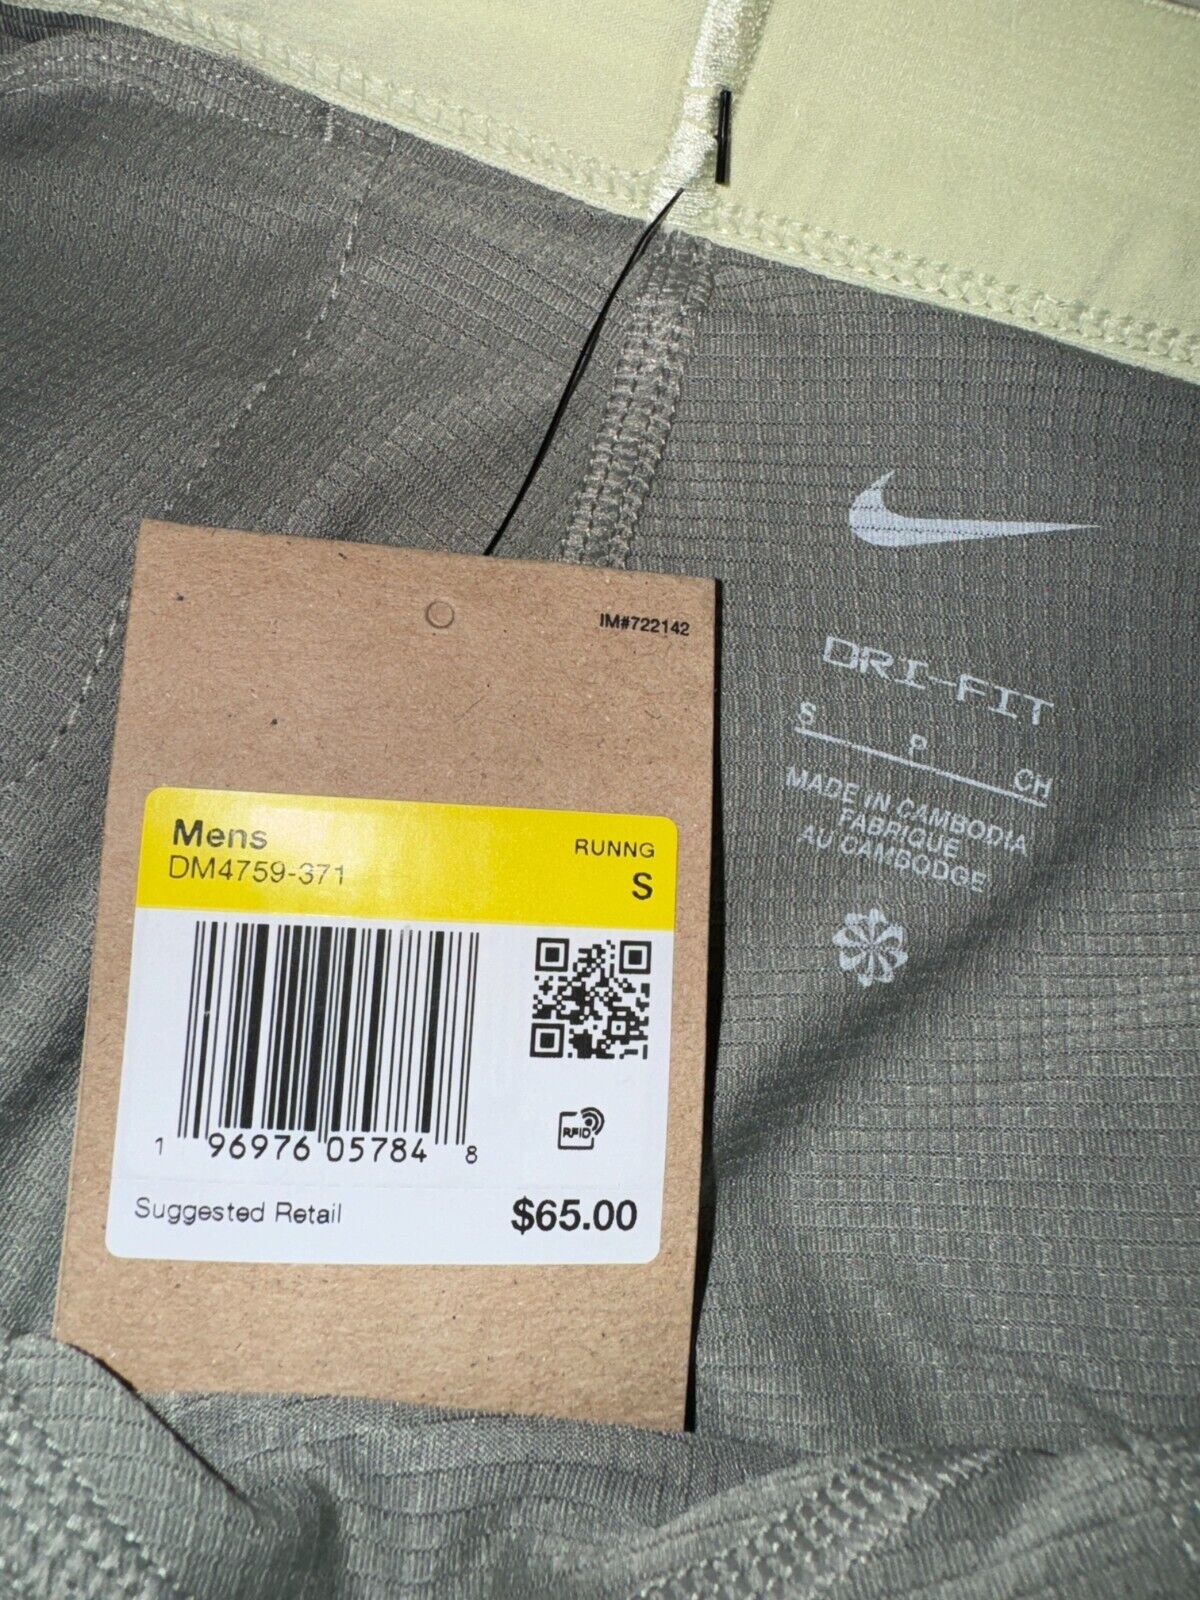 IM#722142
Mens
DM4759-371
RUNNG
S
1 96976 05784 8
RFID
Suggested Retail
$65.00
DRI-FIT
S P CH
MADE IN CAMBODIA
FABRIQUE
AU CAMBODGE